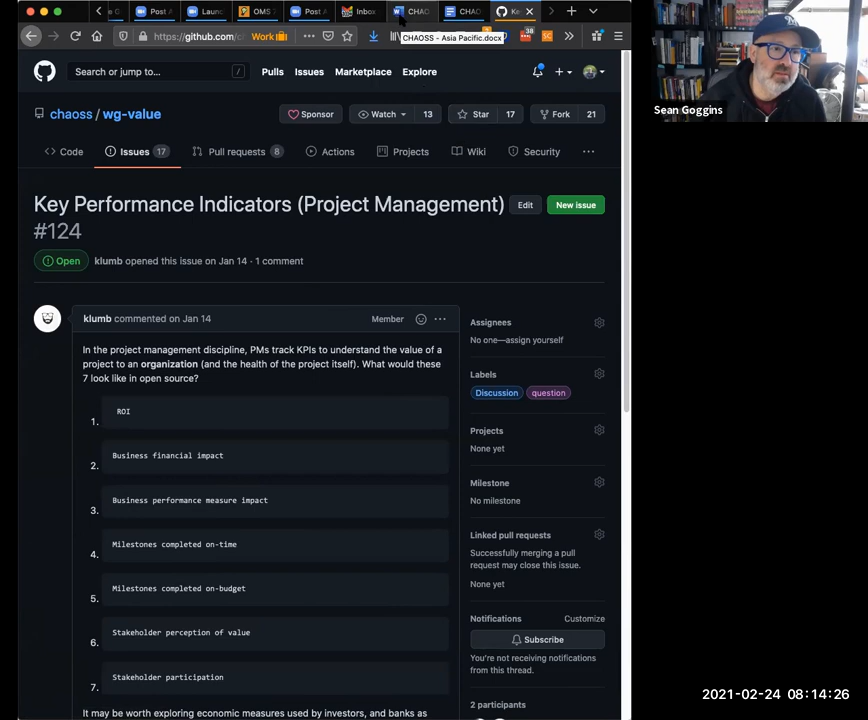 Post A
Launc
OMS
Post A
Inbox
CHAO
CHAO
Ke
https://github.com/c
Work
38
CHAOSS - Asia Pacific.docx
Search or jump to...
/
Pulls
Issues
Marketplace
Explore
Sean Goggins
chaoss / wg-value
Sponsor
Watch
13
Star
17
Fork
21
Code
Issues 17
Pull requests 8
Actions
Projects
Wiki
Security
Key Performance Indicators (Project Management)
#124
Edit
New issue
Open
klumb opened this issue on Jan 14 · 1 comment
klumb commented on Jan 14
Member
In the project management discipline, PMs track KPIs to understand the value of a
project to an organization (and the health of the project itself). What would these
7 look like in open source?
1. ROI
2. Business financial impact
3. Business performance measure impact
4. Milestones completed on-time
5. Milestones completed on-budget
6. Stakeholder perception of value
7. Stakeholder participation
It may be worth exploring economic measures used by investors, and banks as
Assignees
No one—assign yourself
Labels
Discussion
question
Projects
None yet
Milestone
No milestone
Linked pull requests
Successfully merging a pull
request may close this issue.
None yet
Notifications
Customize
Subscribe
You're not receiving notifications
from this thread.
2 participants
2021-02-24 08:14:26